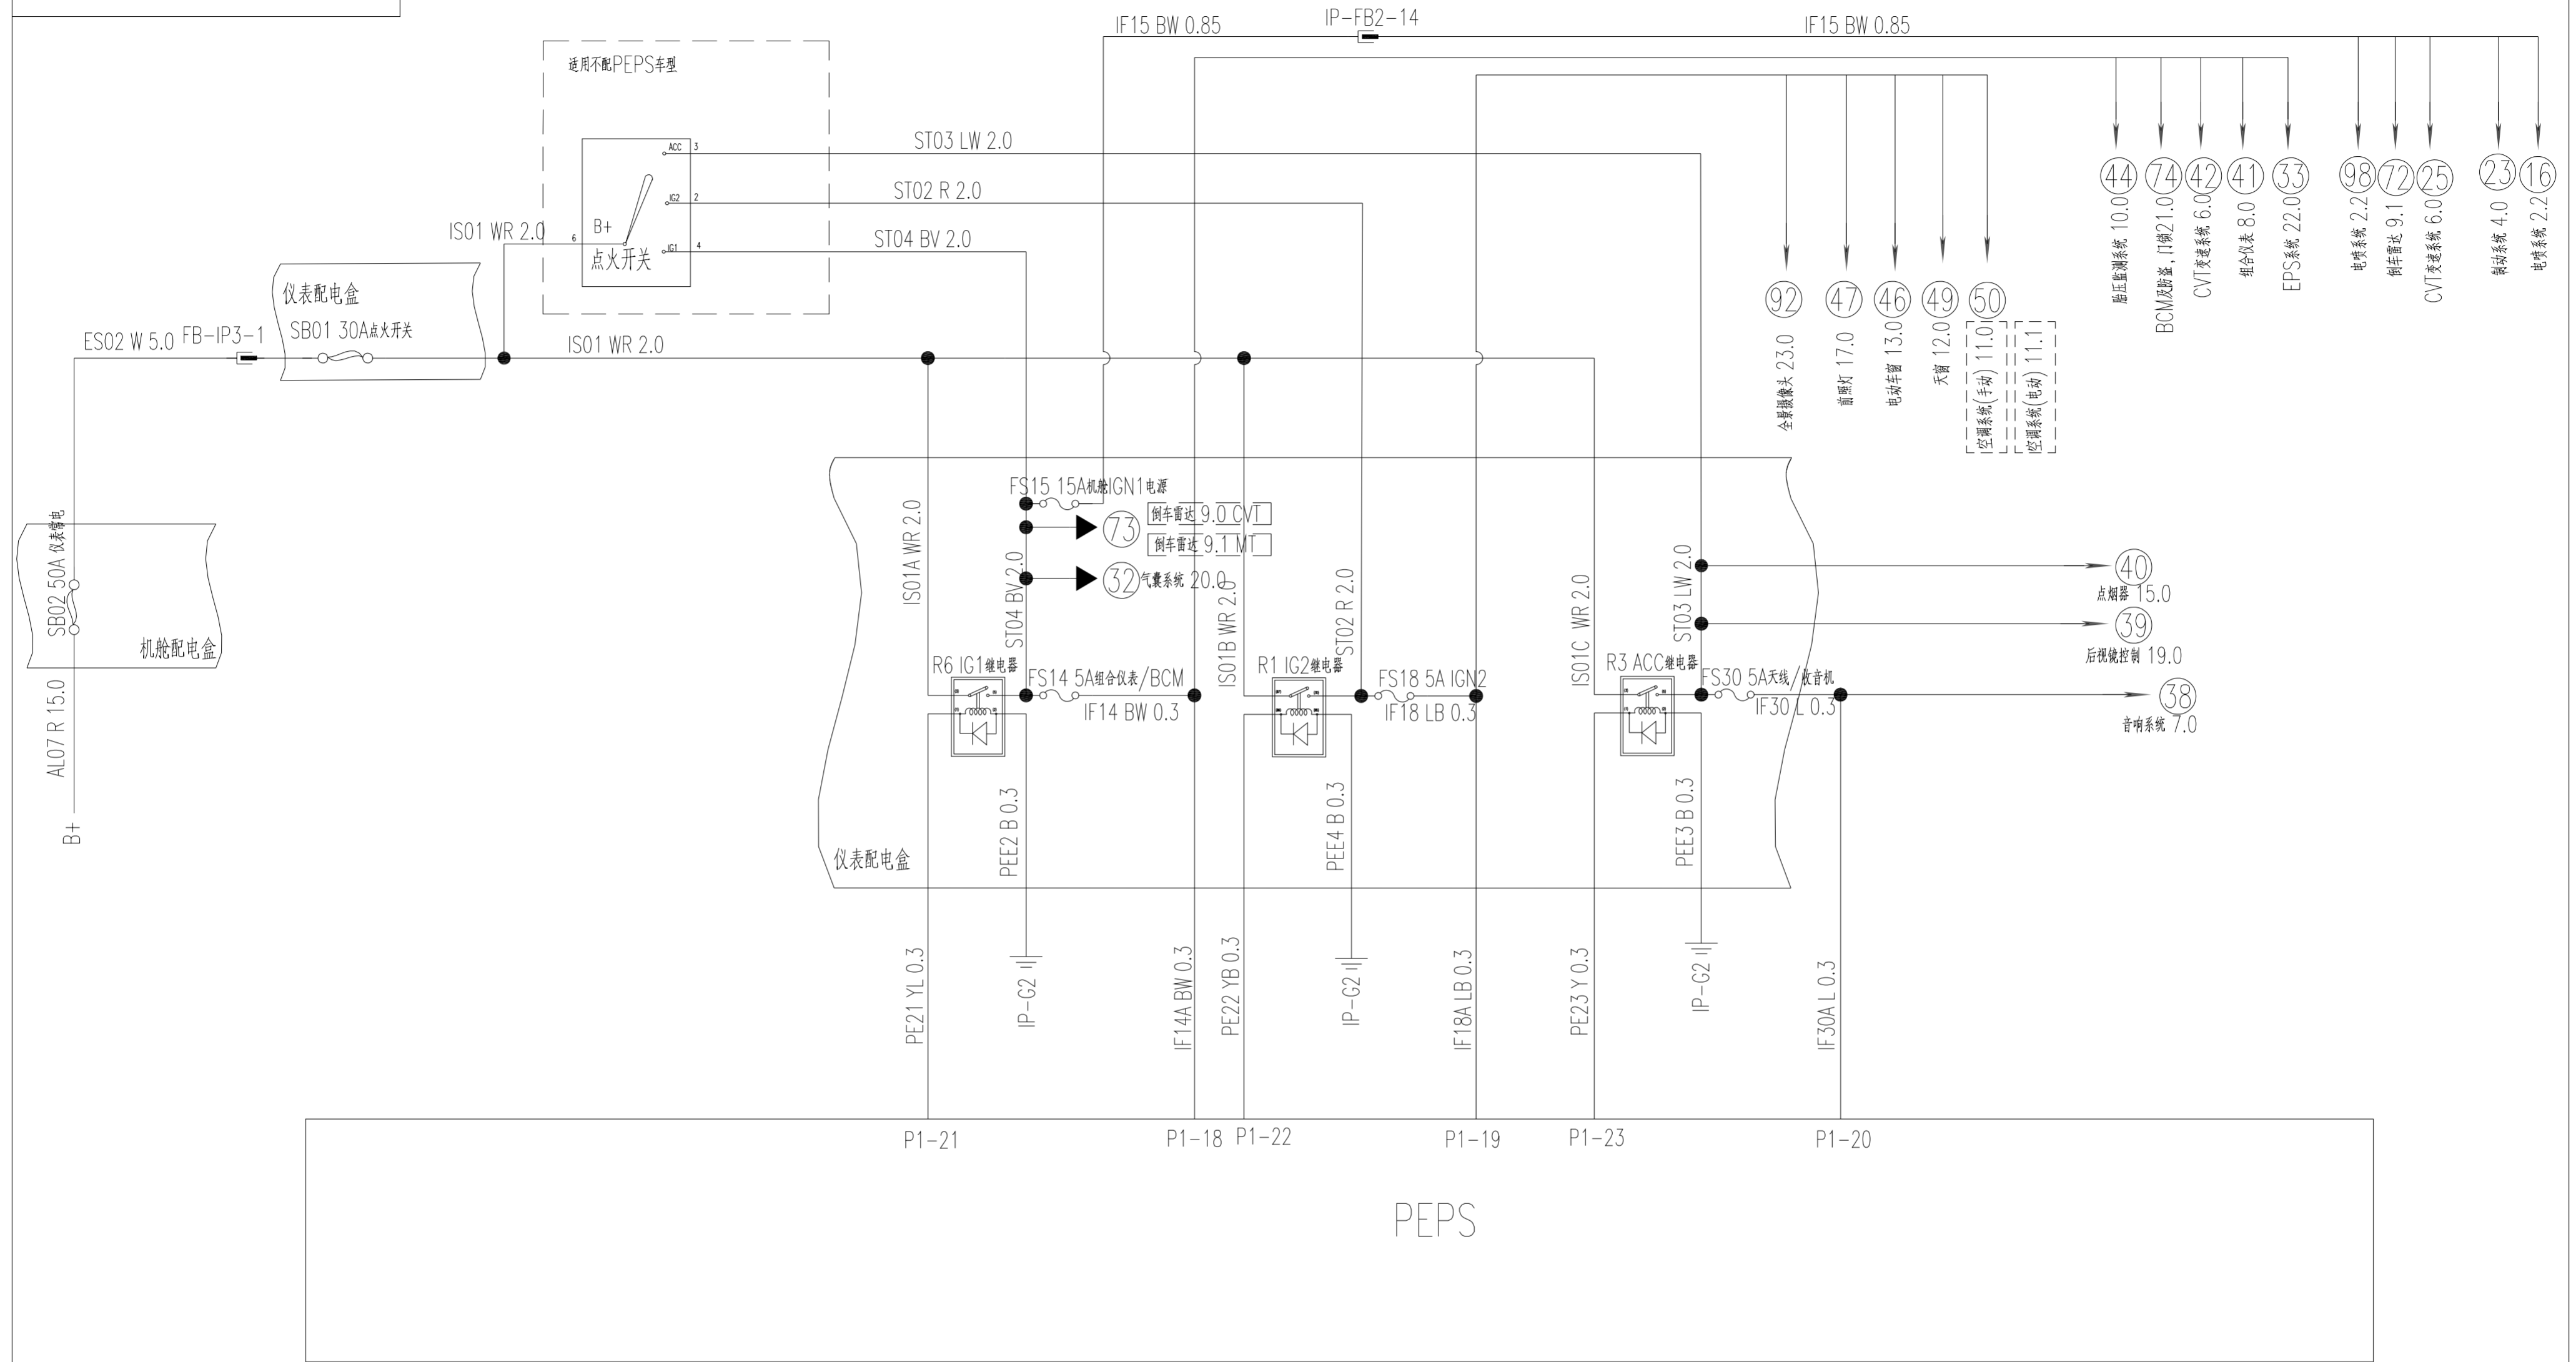 IF15 BW 0.85
IP-FB2-14
IF15 BW 0.85
适用不配PEPS车型
ACC 3
IG2 2
IG1 4
6
B+
点火开关
ST03 LW 2.0
ST02 R 2.0
ST04 BV 2.0
IS01 WR 2.0
仪表配电盒
SB01 30A点火开关
ES02 W 5.0
FB-IP3-1
IS01 WR 2.0
44
胎压监测系统 10.0
74
BCM及防盗,门锁21.0
42
CVT变速系统 6.0
41
组合仪表 8.0
33
EPS系统 22.0
98
电喷系统 2.2
72
倒车雷达 9.1
25
CVT变速系统 6.0
23
制动系统 4.0
16
电喷系统 2.2
92
全景摄像头 23.0
47
前照灯 17.0
46
电动车窗 13.0
49
天窗 12.0
50
空调系统(手动) 11.0
空调系统(电动) 11.1
SB02 50A 仪表常电
机舱配电盒
AL07 R 15.0
B+
FS15 15A机舱IGN1电源
73
倒车雷达 9.0 CVT
倒车雷达 9.1 MT
32
气囊系统 20.0
IS01A WR 2.0
ST04 BV 2.0
R6 IG1继电器
FS14 5A组合仪表/BCM
IF14 BW 0.3
IS01B WR 2.0
ST02 R 2.0
R1 IG2继电器
FS18 5A IGN2
IF18 LB 0.3
IS01C WR 2.0
ST03 LW 2.0
R3 ACC继电器
FS30 5A天线/收音机
IF30 L 0.3
40
点烟器 15.0
39
后视镜控制 19.0
38
音响系统 7.0
PEE2 B 0.3
PEE4 B 0.3
PEE3 B 0.3
仪表配电盒
PE21 YL 0.3
IP-G2
IF14A BW 0.3
PE22 YB 0.3
IP-G2
IF18A LB 0.3
PE23 Y 0.3
IP-G2
IF30A L 0.3
P1-21
P1-18
P1-22
P1-19
P1-23
P1-20
PEPS